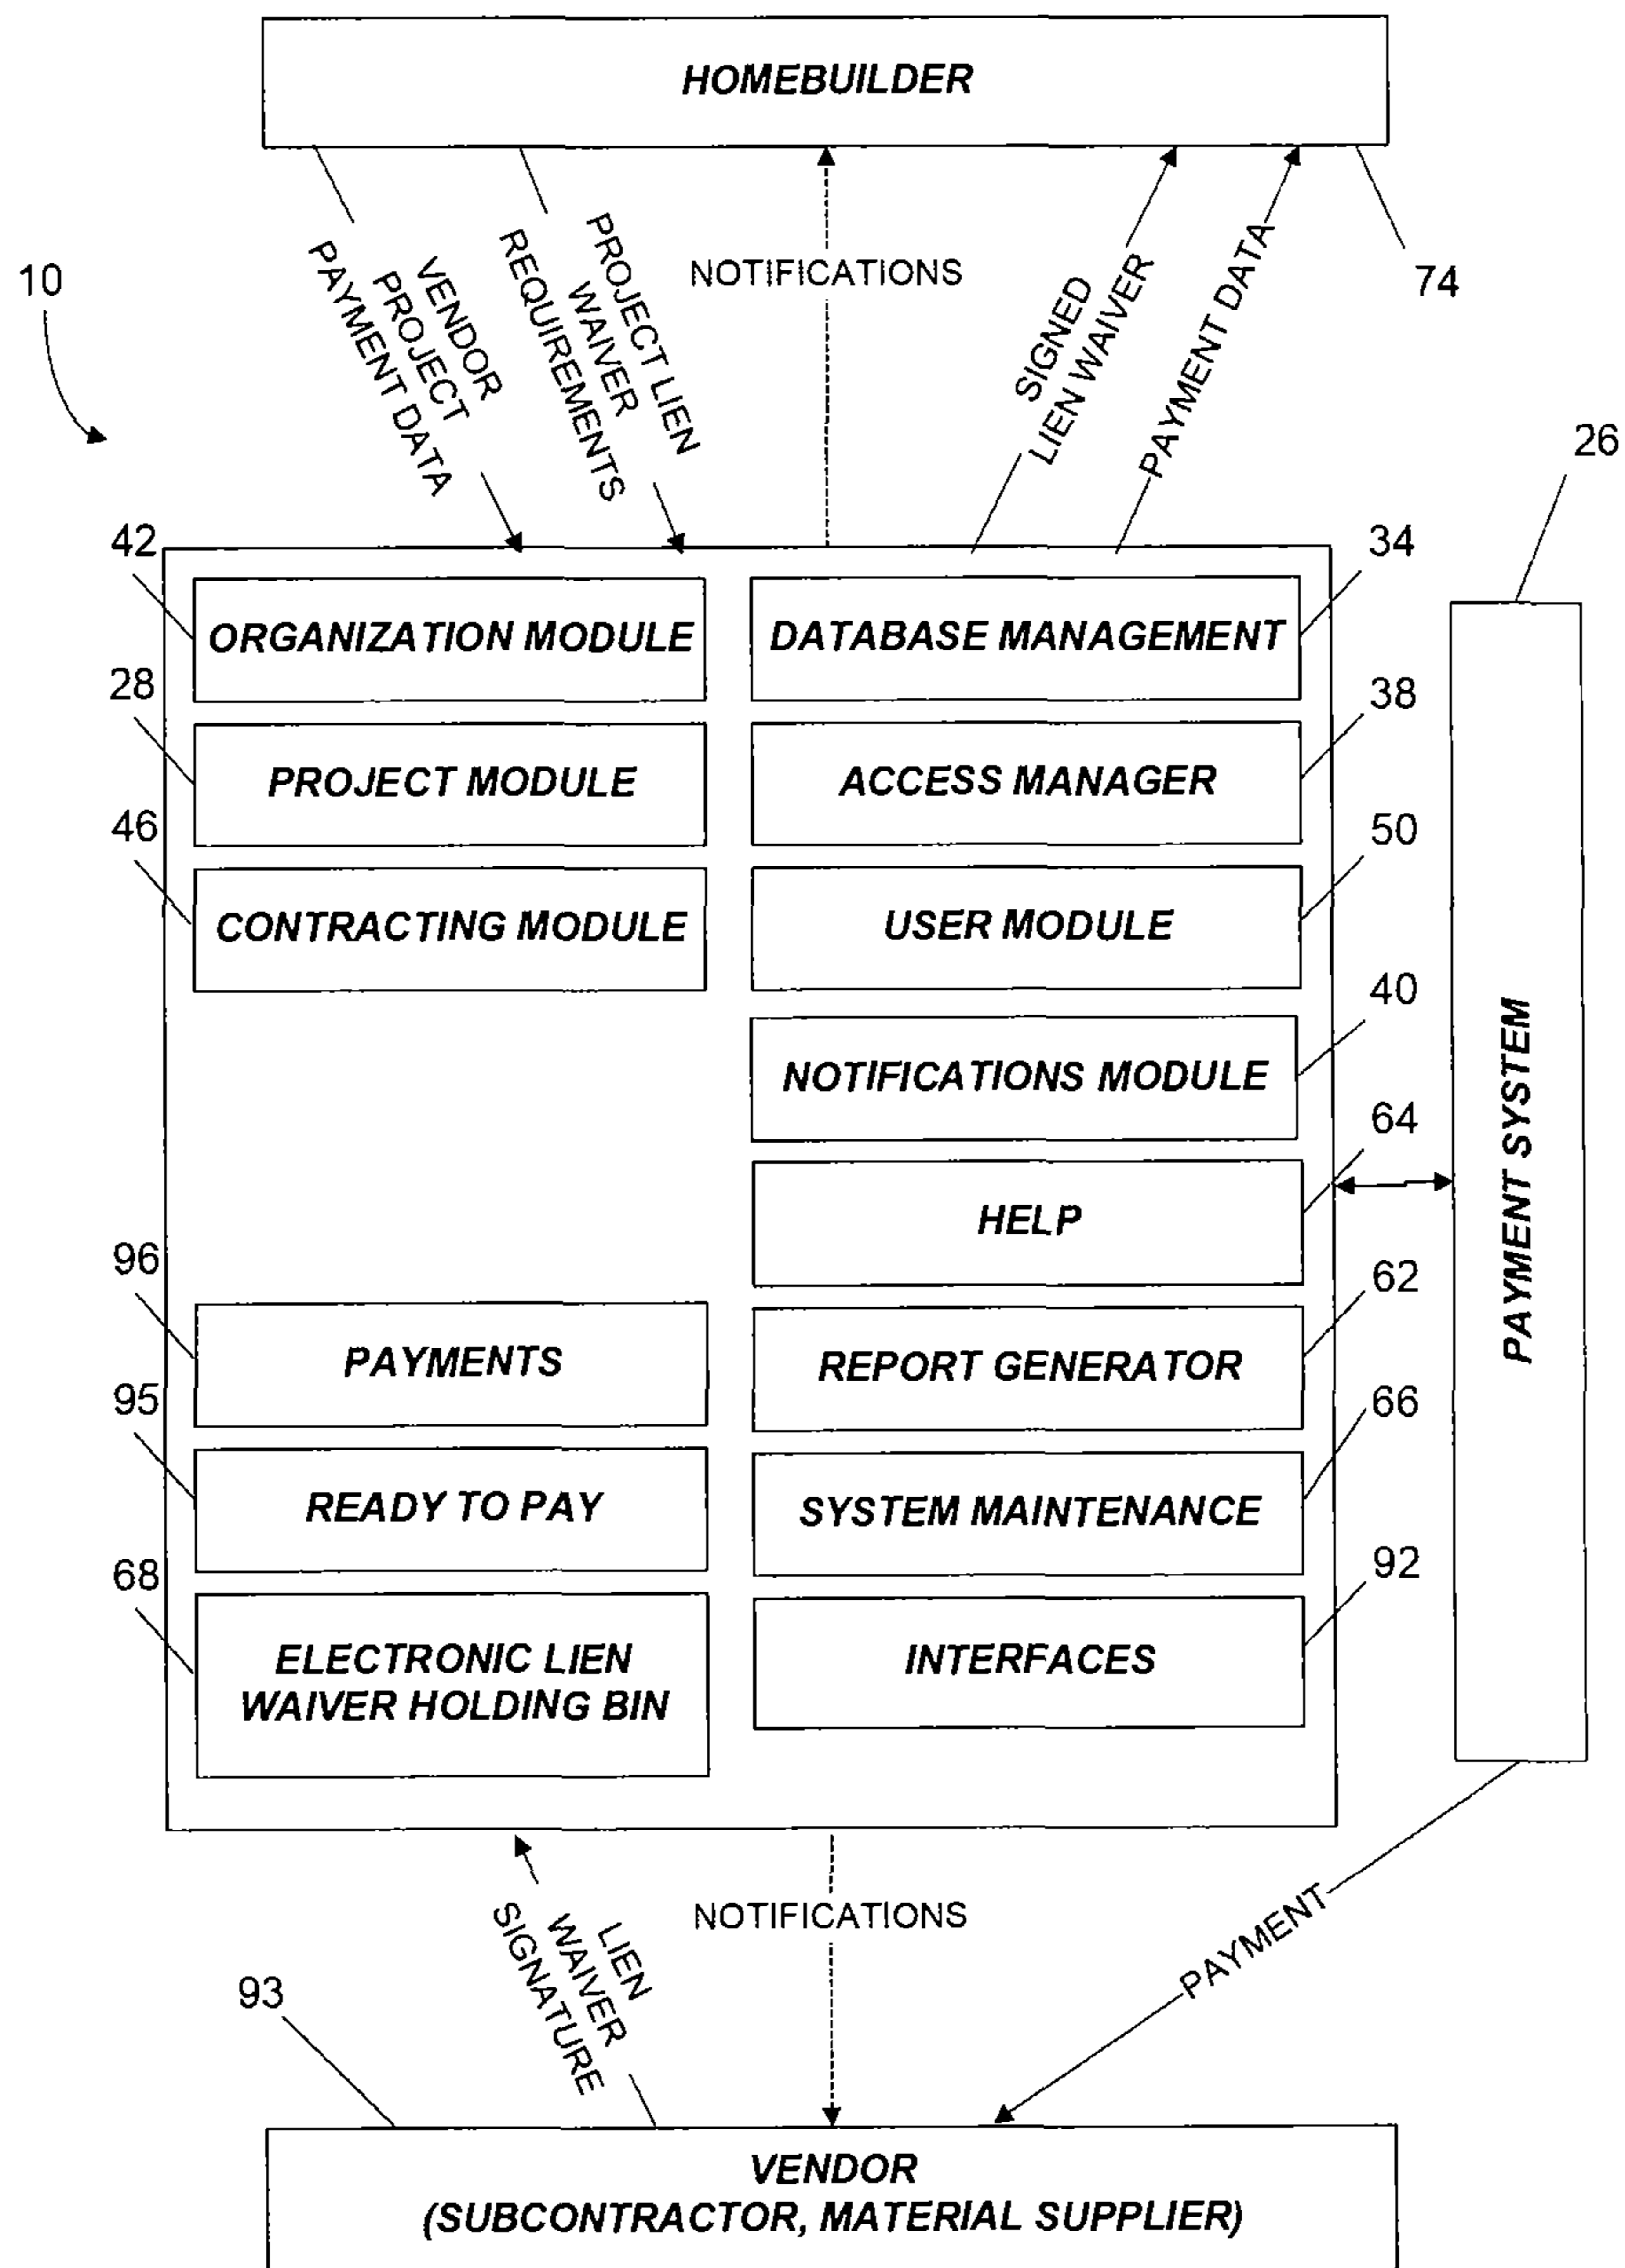 HOMEBUILDER
74
10
VENDOR
PROJECT
PAYMENT DATA
PROJECT LIEN
WAIVER
REQUIREMENTS
NOTIFICATIONS
SIGNED
LIEN WAIVER
PAYMENT DATA
26
42
ORGANIZATION MODULE
DATABASE MANAGEMENT
34
28
PROJECT MODULE
ACCESS MANAGER
38
46
CONTRACTING MODULE
USER MODULE
50
NOTIFICATIONS MODULE
40
HELP
64
PAYMENT SYSTEM
96
PAYMENTS
REPORT GENERATOR
62
95
READY TO PAY
SYSTEM MAINTENANCE
66
68
ELECTRONIC LIEN
WAIVER HOLDING BIN
INTERFACES
92
LIEN
WAIVER
SIGNATURE
NOTIFICATIONS
PAYMENT
93
VENDOR
(SUBCONTRACTOR, MATERIAL SUPPLIER)